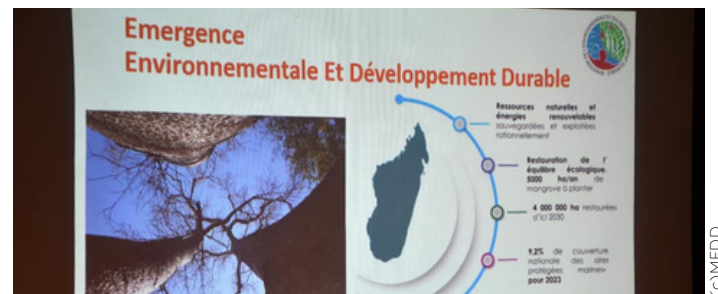 Emergence
Environnementale Et Développement Durable
Ressources naturelles et
énergies renouvelables
sauvegardées et exploitées
rationnellement
Restauration de l'
équilibre écologique.
5000 ha/an de
mangrove à planter
4 000 000 ha restaurées
d'ici 2030
9,2% de couverture
nationale des aires
protégées marines»
pour 2023
(c)MEDD